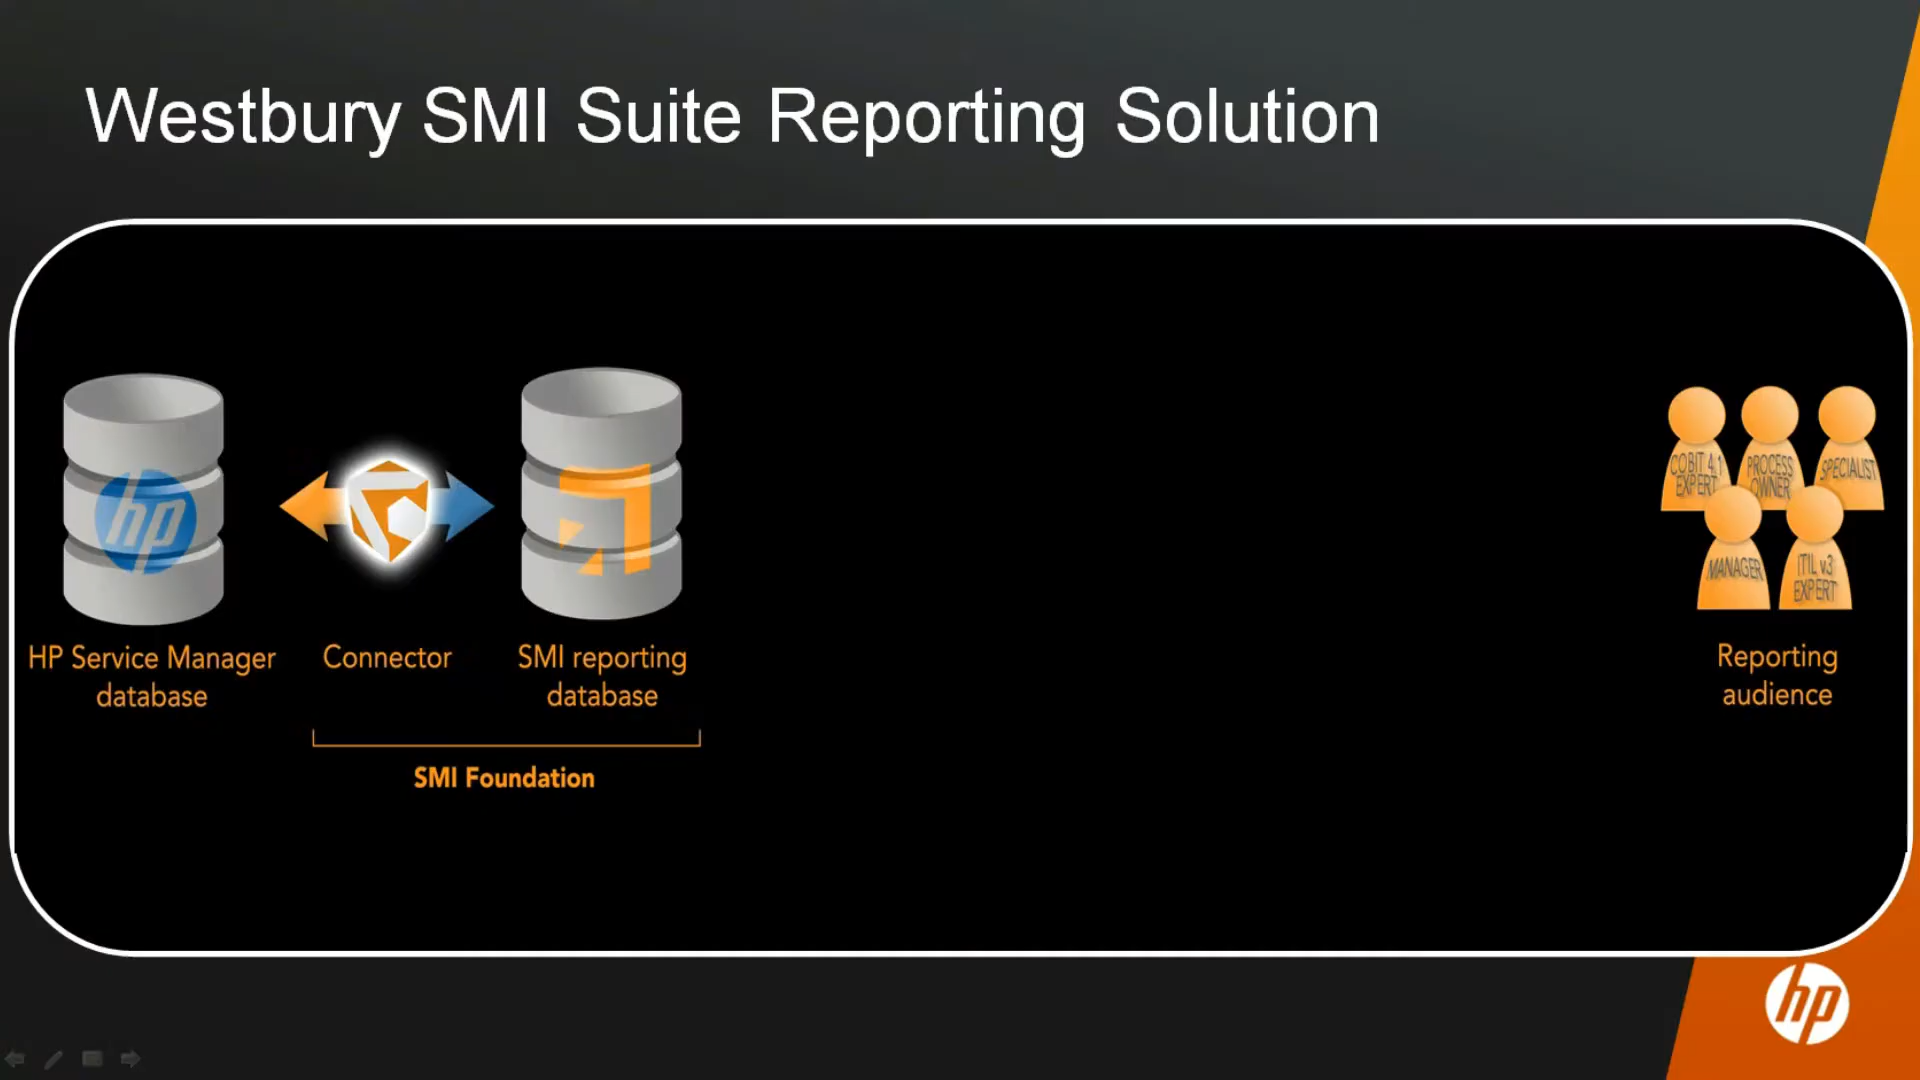 Westbury SMI Suite Reporting Solution
hp
HP Service Manager
database
Connector
SMI reporting
database
SMI Foundation
COBIT 4.1
EXPERT
PROCESS
OWNER
SPECIALIST
MANAGER
ITIL v3
EXPERT
Reporting
audience
hp